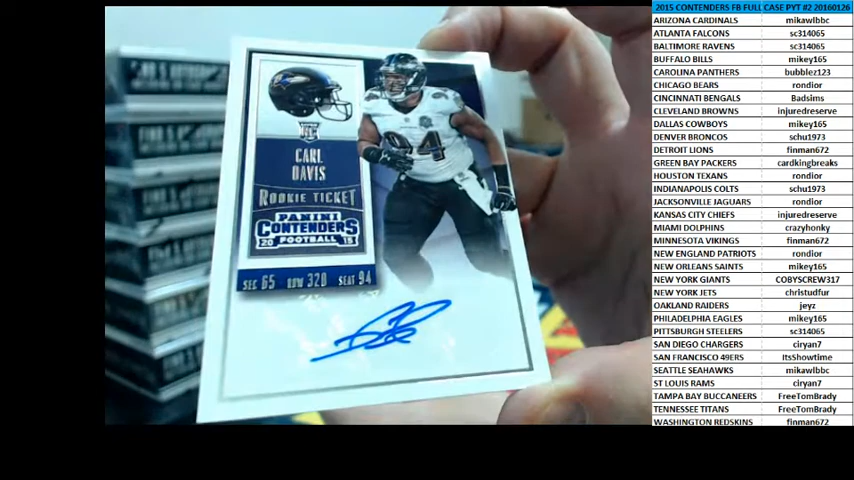 RC
CARL
DAVIS
ROOKIE TICKET
PANINI
CONTENDERS
20 FOOTBALL 15
SEC 65 ROW 320 SEAT 94
94
2015 CONTENDERS FB FULL CASE PYT #2 20160126
ARIZONA CARDINALS mikawlbbc
ATLANTA FALCONS sc314065
BALTIMORE RAVENS sc314065
BUFFALO BILLS mikey165
CAROLINA PANTHERS bubblez123
CHICAGO BEARS rondior
CINCINNATI BENGALS Badsims
CLEVELAND BROWNS injuredreserve
DALLAS COWBOYS mikey165
DENVER BRONCOS schu1973
DETROIT LIONS finman672
GREEN BAY PACKERS cardkingbreaks
HOUSTON TEXANS rondior
INDIANAPOLIS COLTS schu1973
JACKSONVILLE JAGUARS rondior
KANSAS CITY CHIEFS injuredreserve
MIAMI DOLPHINS crazyhonky
MINNESOTA VIKINGS finman672
NEW ENGLAND PATRIOTS rondior
NEW ORLEANS SAINTS mikey165
NEW YORK GIANTS COBYSCREW317
NEW YORK JETS christudfur
OAKLAND RAIDERS jeyz
PHILADELPHIA EAGLES mikey165
PITTSBURGH STEELERS sc314065
SAN DIEGO CHARGERS ciryan7
SAN FRANCISCO 49ERS ItsShowtime
SEATTLE SEAHAWKS mikawlbbc
ST LOUIS RAMS ciryan7
TAMPA BAY BUCCANEERS FreeTomBrady
TENNESSEE TITANS FreeTomBrady
WASHINGTON REDSKINS finman672